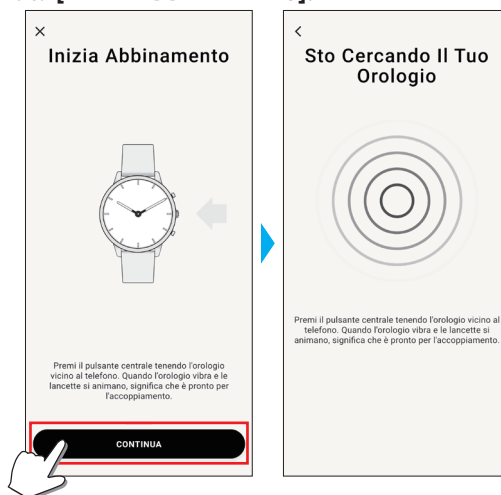 Inizia Abbinamento
Premi il pulsante centrale tenendo l'orologio
vicino al telefono. Quando l'orologio vibra e le
lancette si animano, significa che è pronto per
l'accoppiamento.
CONTINUA
Sto Cercando Il Tuo
Orologio
Premi il pulsante centrale tenendo l'orologio vicino al
telefono. Quando l'orologio vibra e le lancette si
animano, significa che è pronto per l'accoppiamento.